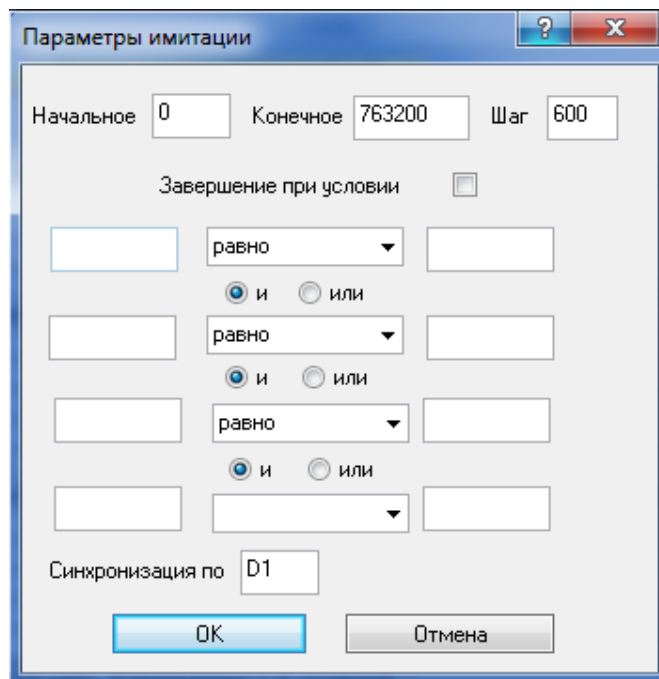 Параметры имитации
?
X
Начальное 0 Конечное 763200 Шаг 600
Завершение при условии
равно
и или
равно
и или
равно
и или
Синхронизация по D1
OK Отмена